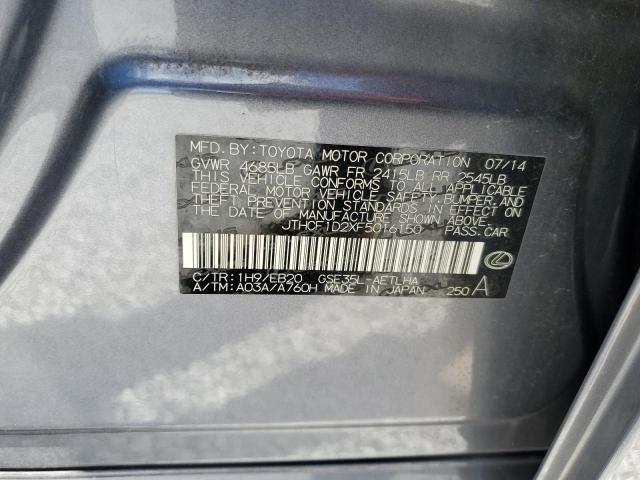 MFD. BY: TOYOTA MOTOR CORPORATION 07/14
GVWR 4685LB GAWR FR 2415LB RR 2545LB
THIS VEHICLE CONFORMS TO ALL APPLICABLE
FEDERAL MOTOR VEHICLE SAFETY, BUMPER, AND
THEFT PREVENTION STANDARDS IN EFFECT ON
THE DATE OF MANUFACTURE SHOWN ABOVE.
JTHCF1D2XF5016150 PASS.CAR
C/TR: 1H9/EB20 GSE35L-AETLHA
A/TM: A03A/A760H MADE IN JAPAN 250 A